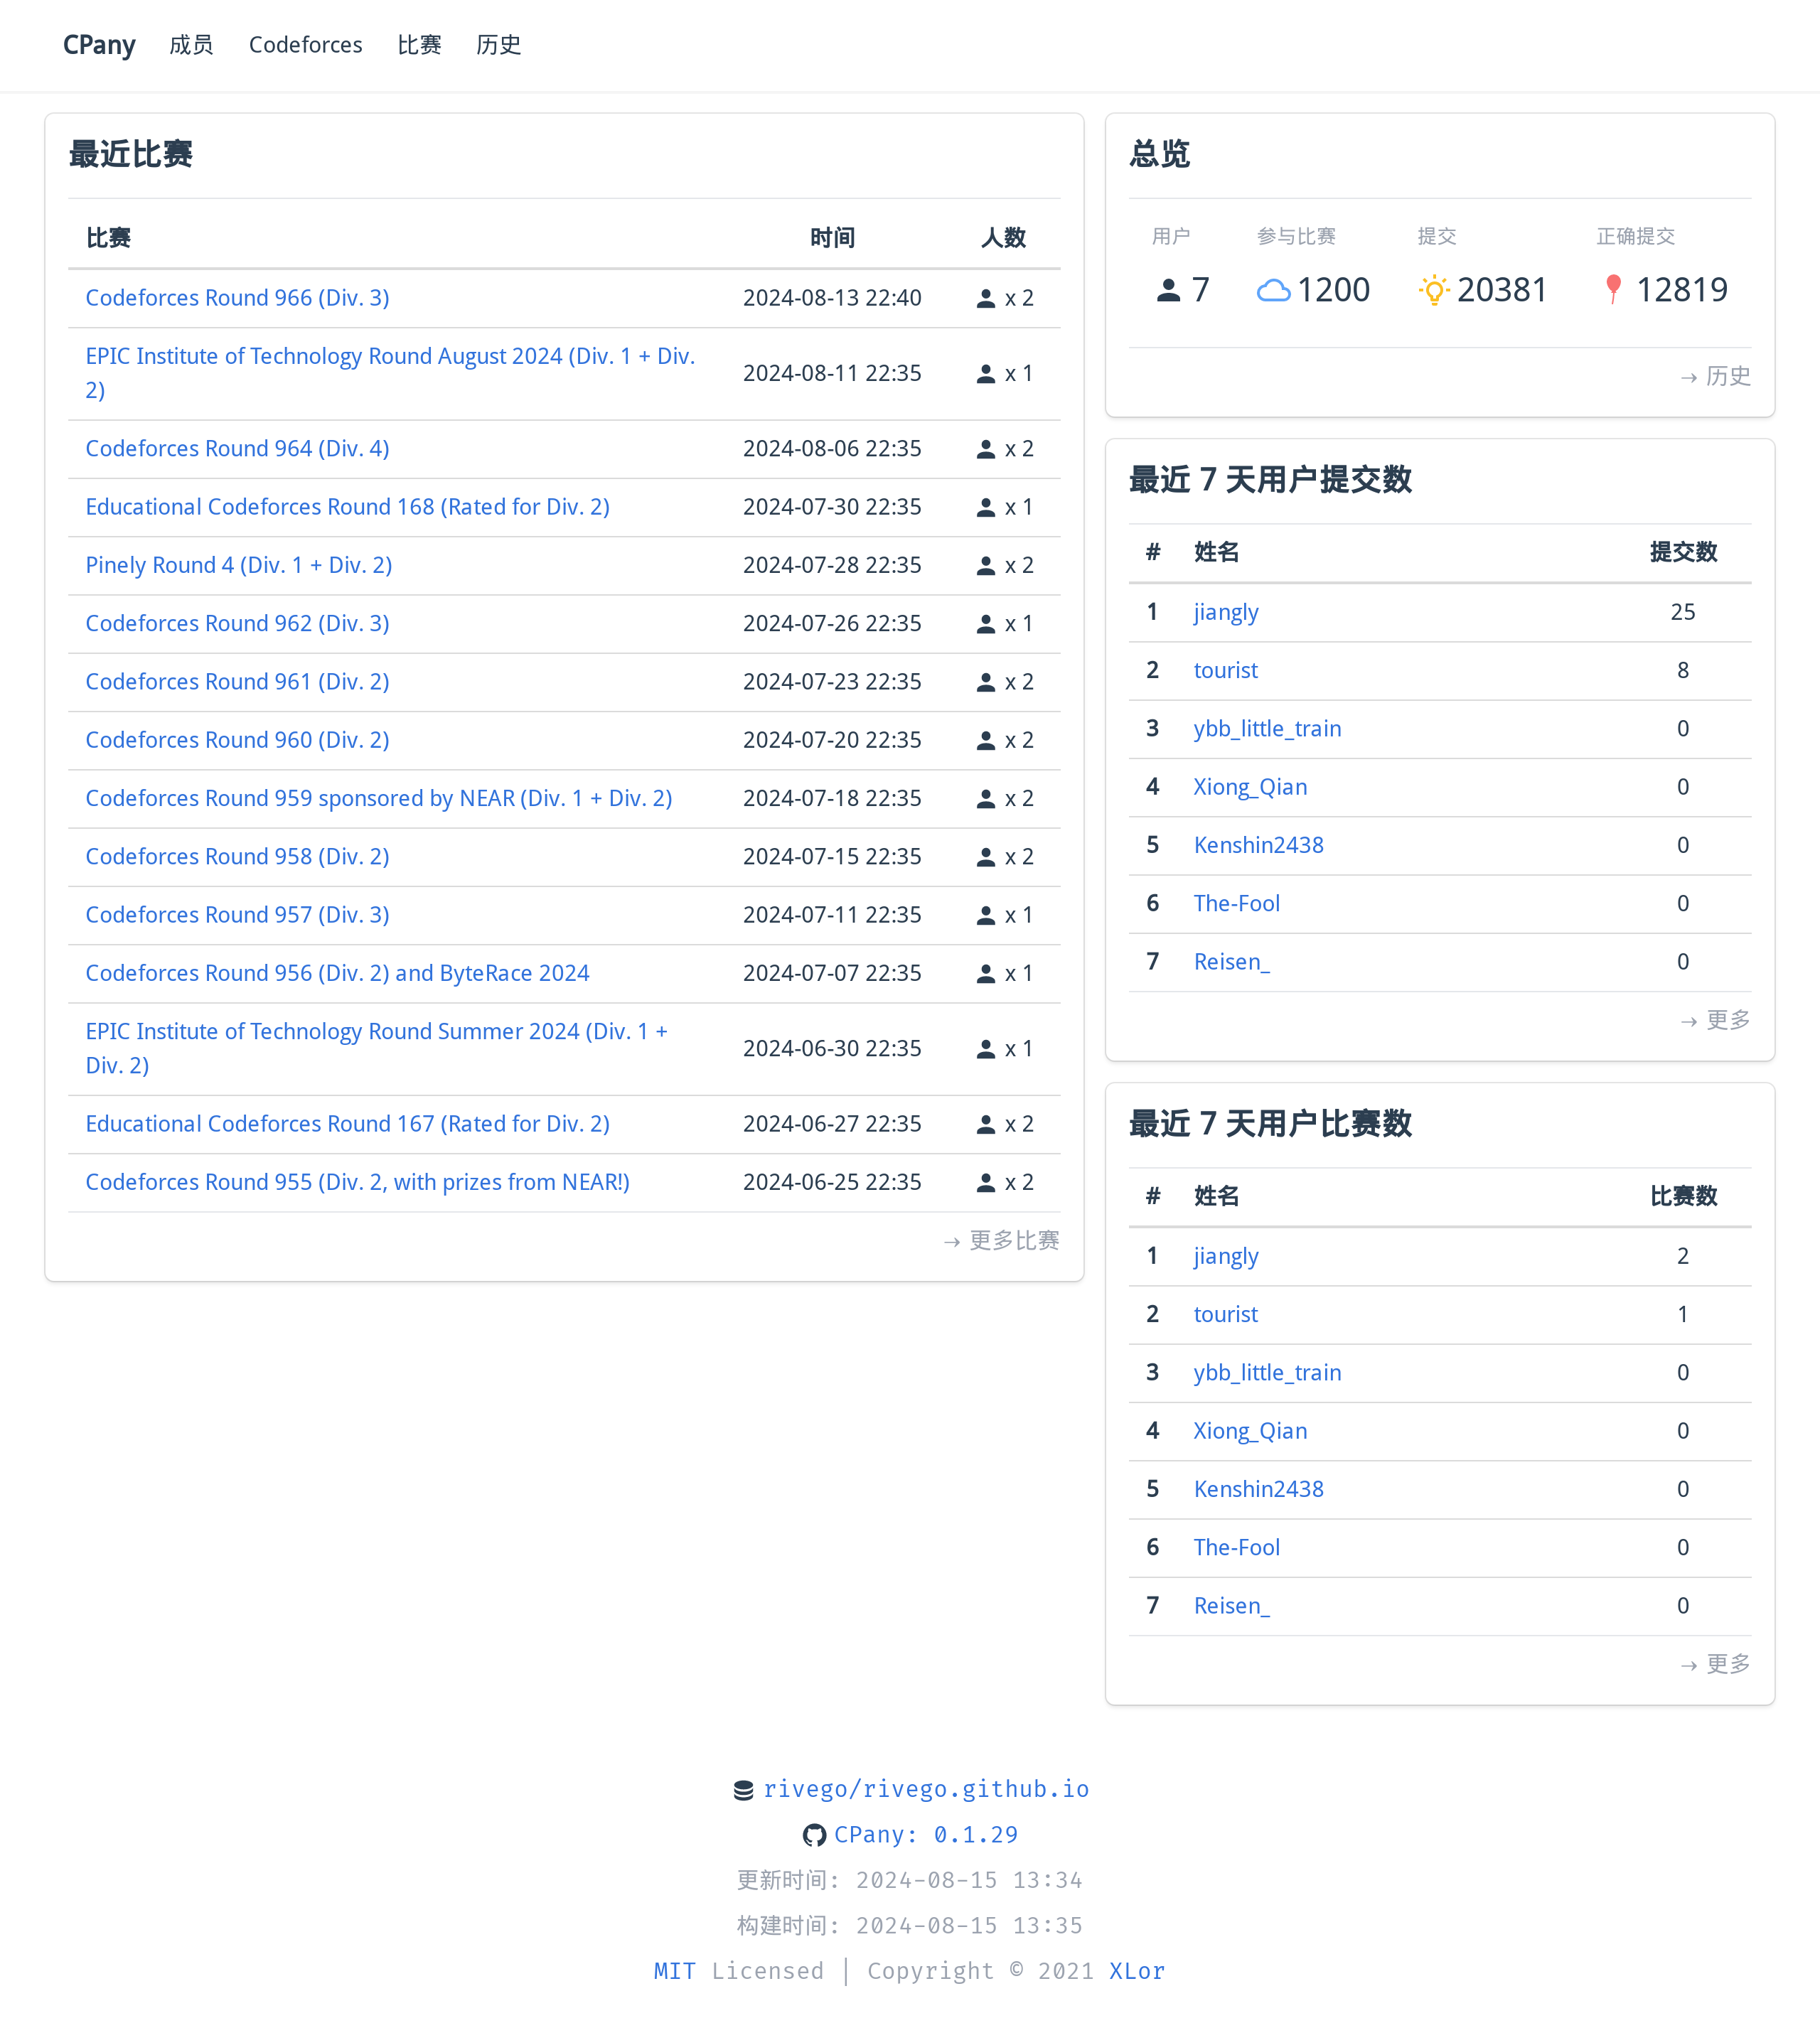 CPany 成员 Codeforces 比赛 历史
最近比赛
比赛 时间 人数
Codeforces Round 966 (Div. 3) 2024-08-13 22:40 x 2
EPIC Institute of Technology Round August 2024 (Div. 1 + Div.
2) 2024-08-11 22:35 x 1
Codeforces Round 964 (Div. 4) 2024-08-06 22:35 x 2
Educational Codeforces Round 168 (Rated for Div. 2) 2024-07-30 22:35 x 1
Pinely Round 4 (Div. 1 + Div. 2) 2024-07-28 22:35 x 2
Codeforces Round 962 (Div. 3) 2024-07-26 22:35 x 1
Codeforces Round 961 (Div. 2) 2024-07-23 22:35 x 2
Codeforces Round 960 (Div. 2) 2024-07-20 22:35 x 2
Codeforces Round 959 sponsored by NEAR (Div. 1 + Div. 2) 2024-07-18 22:35 x 2
Codeforces Round 958 (Div. 2) 2024-07-15 22:35 x 2
Codeforces Round 957 (Div. 3) 2024-07-11 22:35 x 1
Codeforces Round 956 (Div. 2) and ByteRace 2024 2024-07-07 22:35 x 1
EPIC Institute of Technology Round Summer 2024 (Div. 1 +
Div. 2) 2024-06-30 22:35 x 1
Educational Codeforces Round 167 (Rated for Div. 2) 2024-06-27 22:35 x 2
Codeforces Round 955 (Div. 2, with prizes from NEAR!) 2024-06-25 22:35 x 2
→ 更多比赛
总览
用户 参与比赛 提交 正确提交
7 1200 20381 12819
→ 历史
最近 7 天用户提交数
# 姓名 提交数
1 jiangly 25
2 tourist 8
3 ybb_little_train 0
4 Xiong_Qian 0
5 Kenshin2438 0
6 The-Fool 0
7 Reisen_ 0
→ 更多
最近 7 天用户比赛数
# 姓名 比赛数
1 jiangly 2
2 tourist 1
3 ybb_little_train 0
4 Xiong_Qian 0
5 Kenshin2438 0
6 The-Fool 0
7 Reisen_ 0
→ 更多
rivego/rivego.github.io
CPany: 0.1.29
更新时间: 2024-08-15 13:34
构建时间: 2024-08-15 13:35
MIT Licensed | Copyright © 2021 XLor